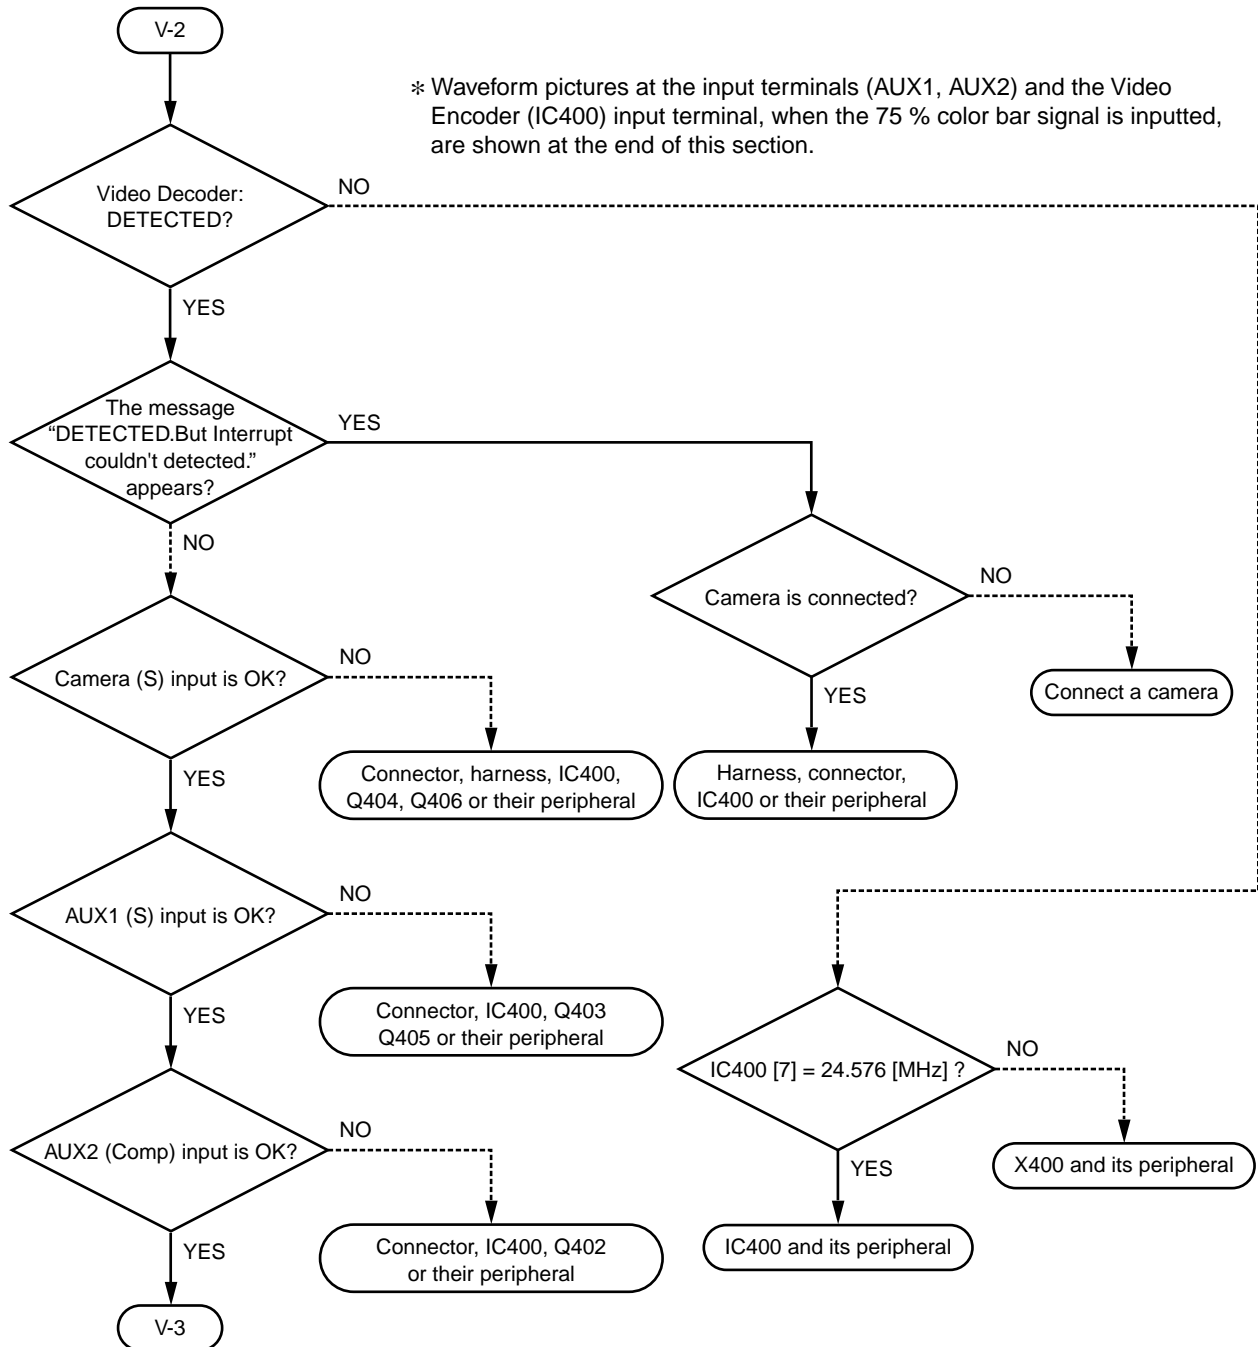 V-2
* Waveform pictures at the input terminals (AUX1, AUX2) and the Video
Encoder (IC400) input terminal, when the 75 % color bar signal is inputted,
are shown at the end of this section.
Video Decoder:
DETECTED?
NO
YES
The message
“DETECTED.But Interrupt
couldn't detected.”
appears?
YES
NO
Camera is connected?
NO
Connect a camera
YES
Harness, connector,
IC400 or their peripheral
Camera (S) input is OK?
NO
Connector, harness, IC400,
Q404, Q406 or their peripheral
YES
AUX1 (S) input is OK?
NO
Connector, IC400, Q403
Q405 or their peripheral
YES
AUX2 (Comp) input is OK?
NO
Connector, IC400, Q402
or their peripheral
YES
V-3
IC400 [7] = 24.576 [MHz] ?
NO
X400 and its peripheral
YES
IC400 and its peripheral